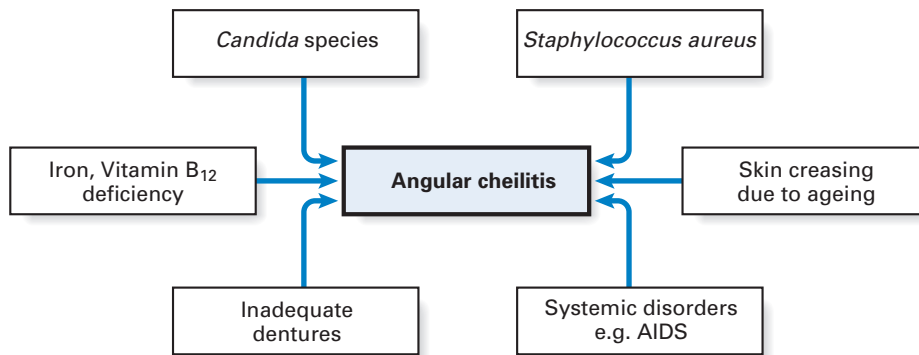 Candida species
Staphylococcus aureus
Iron, Vitamin B₁₂
deficiency
Angular cheilitis
Skin creasing
due to ageing
Inadequate
dentures
Systemic disorders
e.g. AIDS